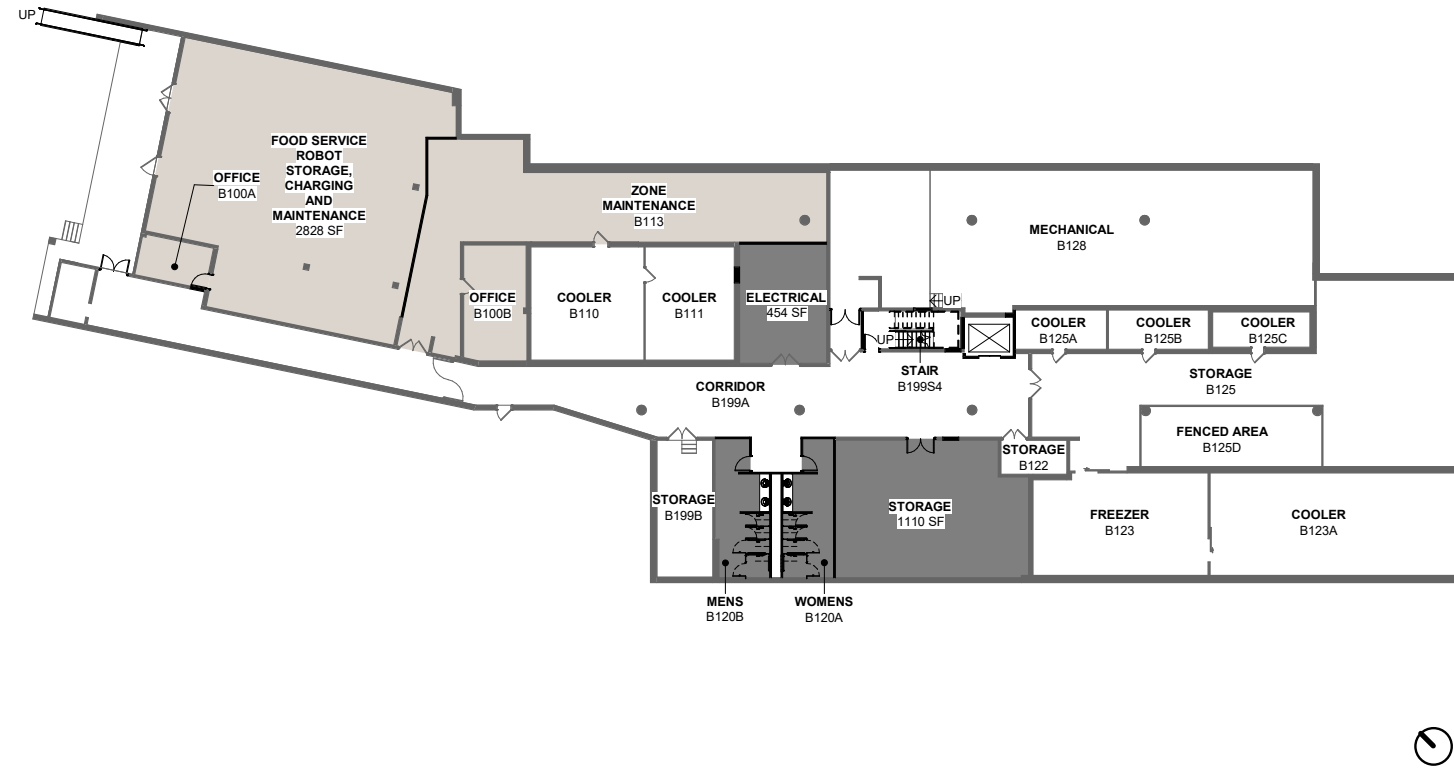 UP
FOOD SERVICE
ROBOT
STORAGE,
CHARGING
AND
MAINTENANCE
2828 SF
OFFICE
B100A
ZONE
MAINTENANCE
B113
MECHANICAL
B128
OFFICE
B100B
COOLER
B110
COOLER
B111
ELECTRICAL
454 SF
UP
UP
STAIR
B199S4
COOLER
B125A
COOLER
B125B
COOLER
B125C
CORRIDOR
B199A
STORAGE
B125
FENCED AREA
B125D
STORAGE
B122
STORAGE
B199B
STORAGE
1110 SF
FREEZER
B123
COOLER
B123A
MENS
B120B
WOMENS
B120A